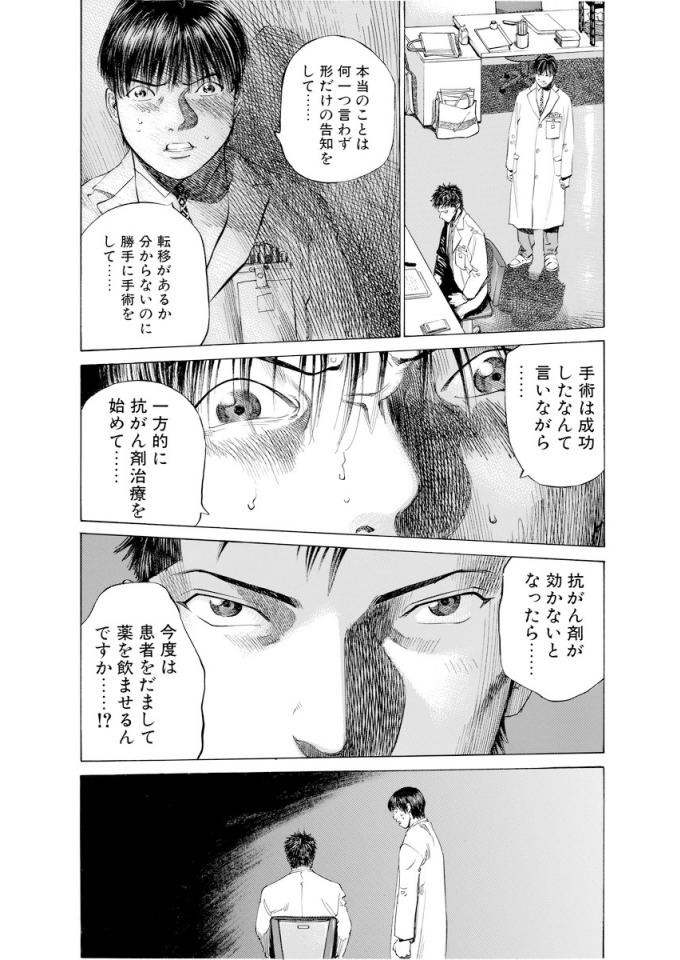 本当のことは
何一つ言わず
形だけの告知を
して……
転移があるか
分からないのに
勝手に手術を
して……
手術は成功
したなんて
言いながら
……
一方的に
抗がん剤治療を
始めて……
抗がん剤が
効かないと
なったら……
今度は
患者をだまして
薬を飲ませるん
ですか……!?